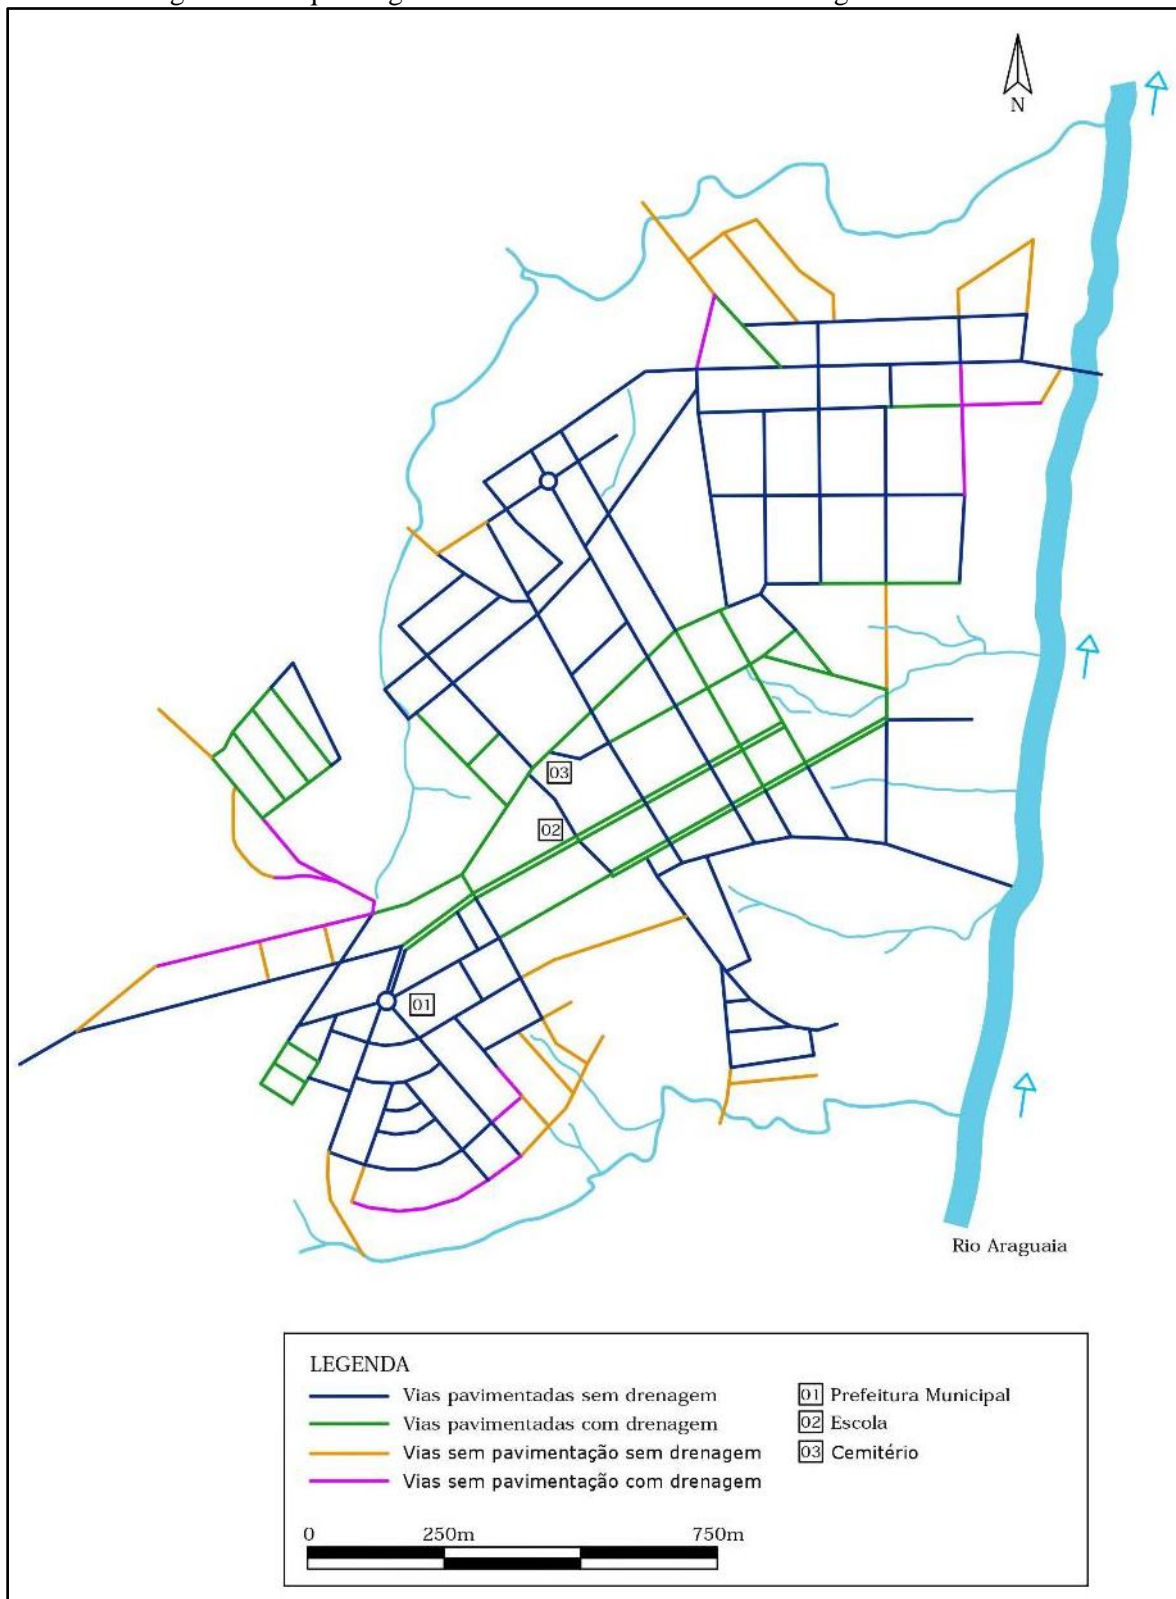 N
03
02
01
Rio Araguaia
LEGENDA
Vias pavimentadas sem drenagem
Vias pavimentadas com drenagem
Vias sem pavimentação sem drenagem
Vias sem pavimentação com drenagem
01 Prefeitura Municipal
02 Escola
03 Cemitério
0 250m 750m